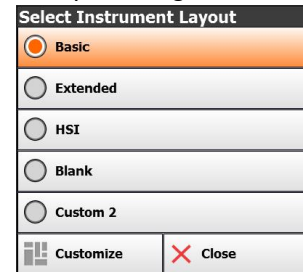 Select Instrument Layout
Basic
Extended
HSI
Blank
Custom 2
Customize Close